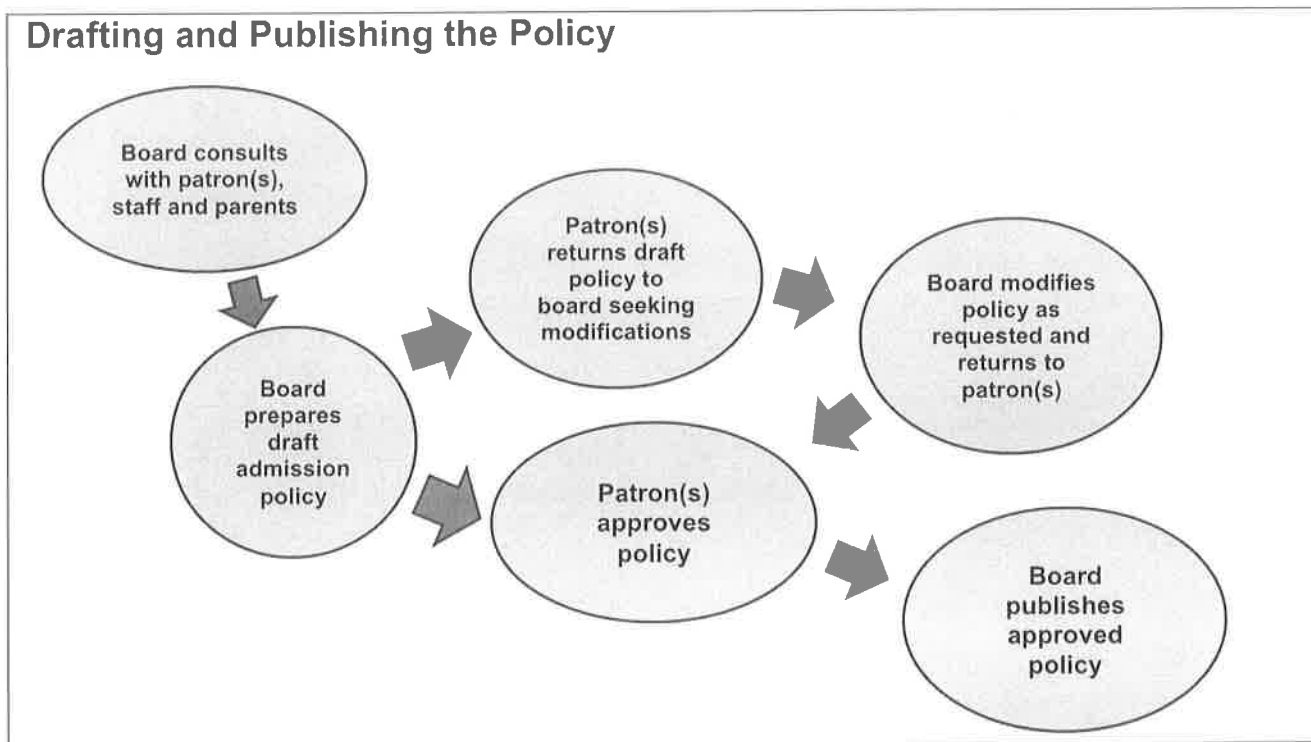 Drafting and Publishing the Policy
Board consults
with patron(s),
staff and parents
Board
prepares
draft
admission
policy
Patron(s)
returns draft
policy to
board seeking
modifications
Board modifies
policy as
requested and
returns to
patron(s)
Patron(s)
approves
policy
Board
publishes
approved
policy